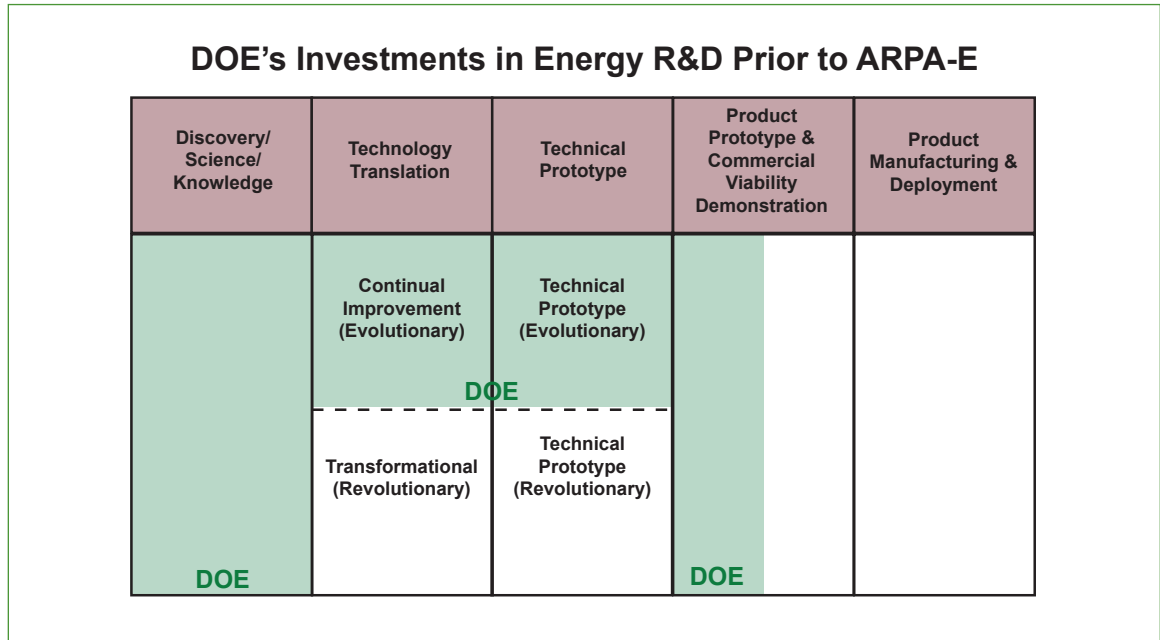 DOE’s Investments in Energy R&D Prior to ARPA-E
Discovery/
Science/
Knowledge
Technology
Translation
Technical
Prototype
Product
Prototype &
Commercial
Viability
Demonstration
Product
Manufacturing &
Deployment
Continual
Improvement
(Evolutionary)
Technical
Prototype
(Evolutionary)
DOE
Transformational
(Revolutionary)
Technical
Prototype
(Revolutionary)
DOE
DOE